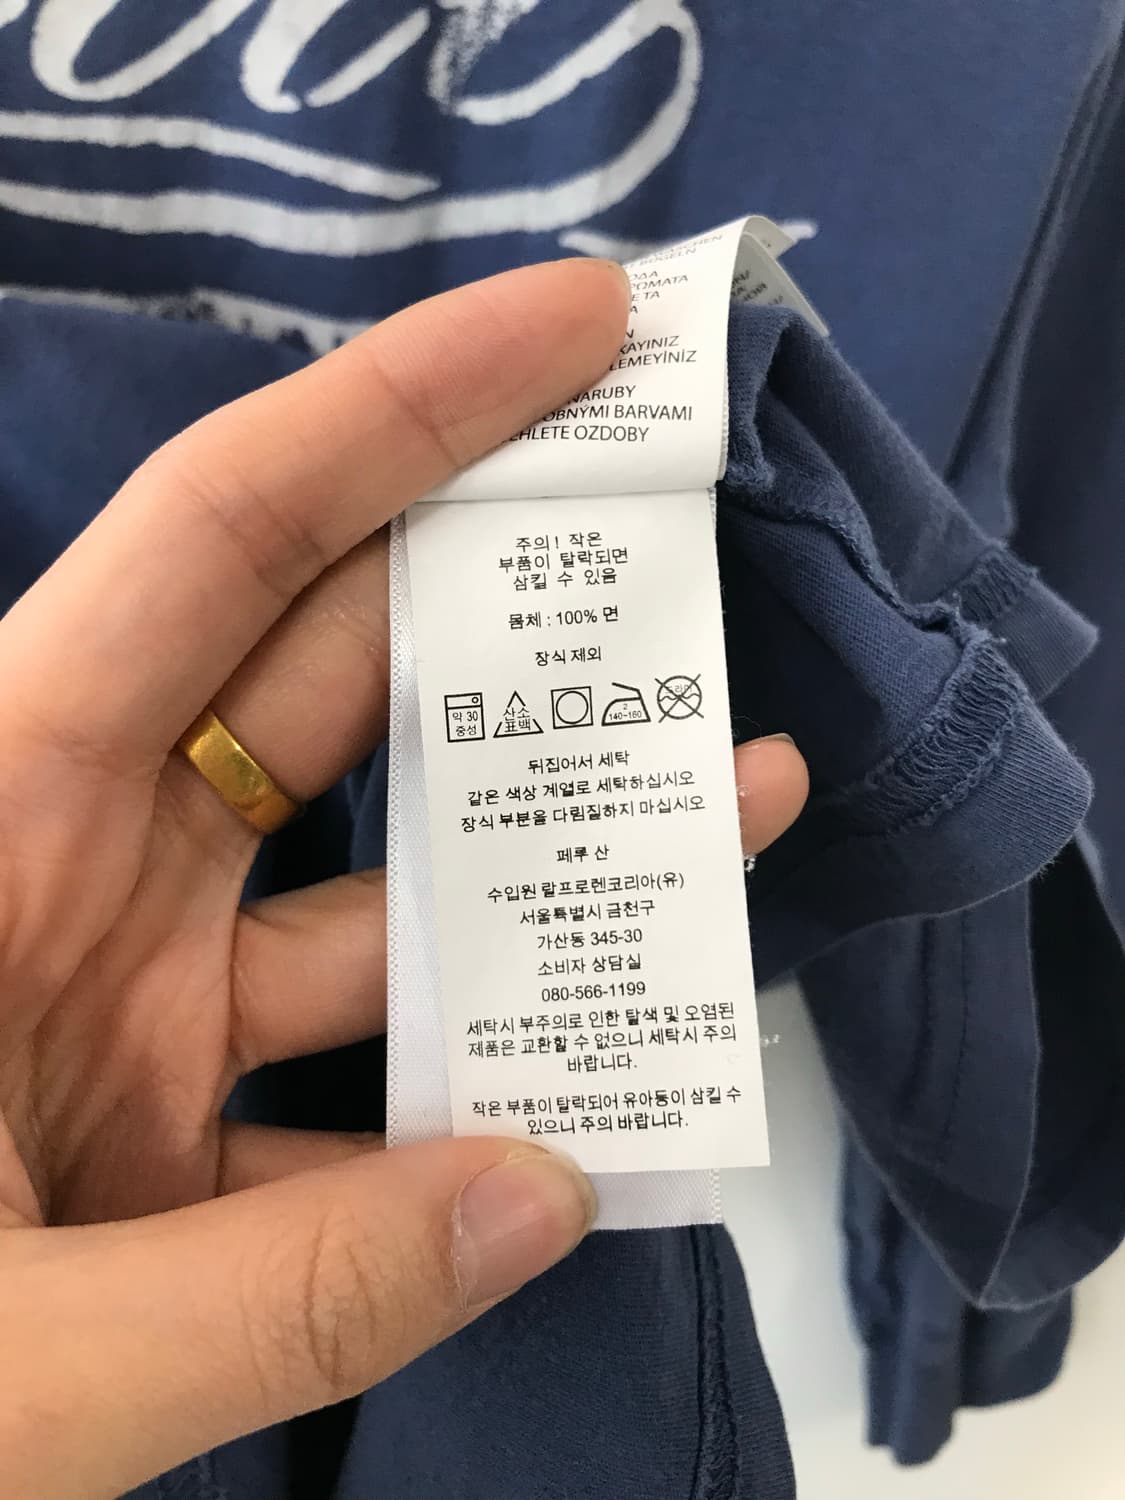 BÜGELN
ΡΩΜΑΤΑ
Ε ΤΑ
BARVAMI
OZDOBY
주의! 작은
부품이 탈락되면
삼킬 수 있음
몸체 : 100% 면
장식 제외
약 30
중성
산소
표백
2
140~160
드라이
뒤집어서 세탁
같은 색상 계열로 세탁하십시오
장식 부분을 다림질하지 마십시오
페루 산
수입원 랄프로렌코리아(유)
서울특별시 금천구
가산동 345-30
소비자 상담실
080-566-1199
세탁시 부주의로 인한 탈색 및 오염된
제품은 교환할 수 없으니 세탁시 주의
바랍니다.
작은 부품이 탈락되어 유아동이 삼킬 수
있으니 주의 바랍니다.